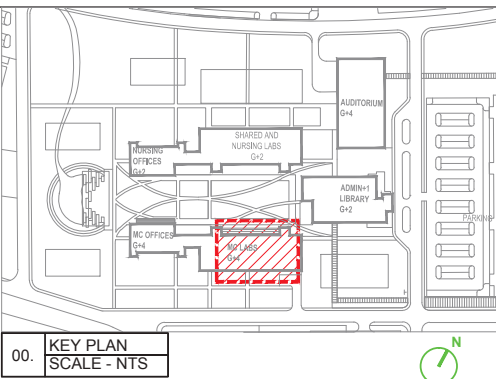 AUDITORIUM
G+4
SHARED AND
NURSING LABS
G+2
NURSING
OFFICES
G+2
ADMIN+1
LIBRARY
G+2
PARKING
MC OFFICES
G+4
MC LABS
G+4
00.
KEY PLAN
SCALE - NTS
N